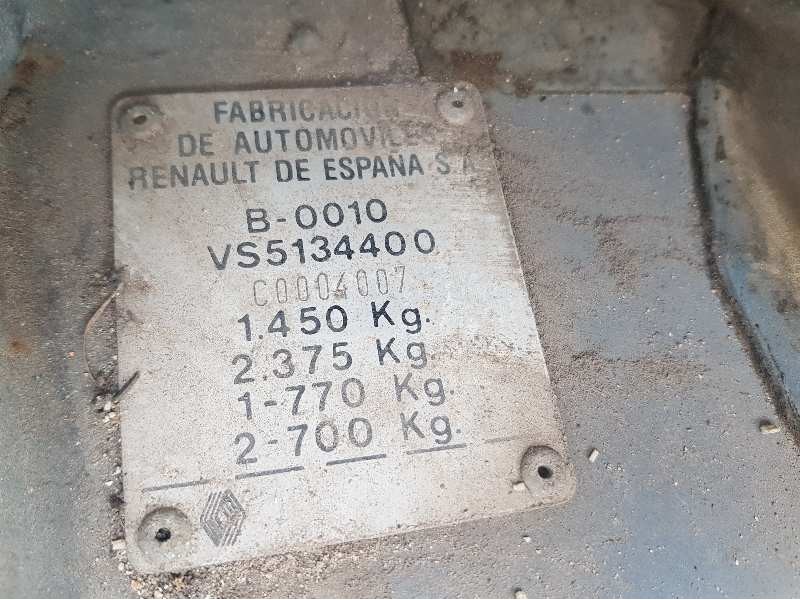 FABRICACION
DE AUTOMOVILES
RENAULT DE ESPAÑA S A
B-0010
VS5134400
C0004007
1.450 Kg.
2.375 Kg.
1-770 Kg.
2-700 Kg.